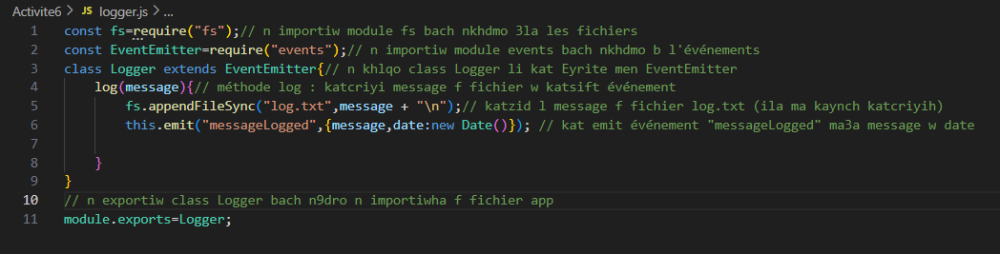 Activite6 > JS logger.js > ...
1 const fs=require("fs");// n importiw module fs bach nkhdmo 3la les fichiers
2 const EventEmitter=require("events");// n importiw module events bach nkhdmo b l'événements
3 class Logger extends EventEmitter{// n khlqo class Logger li kat Eyrite men EventEmitter
4 log(message){// méthode log : katcriyi message f fichier w katsift événement
5 fs.appendFileSync("log.txt",message + "\n");// katzid l message f fichier log.txt (ila ma kaynch katcriyih)
6 this.emit("messageLogged",{message,date:new Date()}); // kat emit événement "messageLogged" ma3a message w date
7
8 }
9 }
10 // n exportiw class Logger bach n9dro n importiwha f fichier app
11 module.exports=Logger;